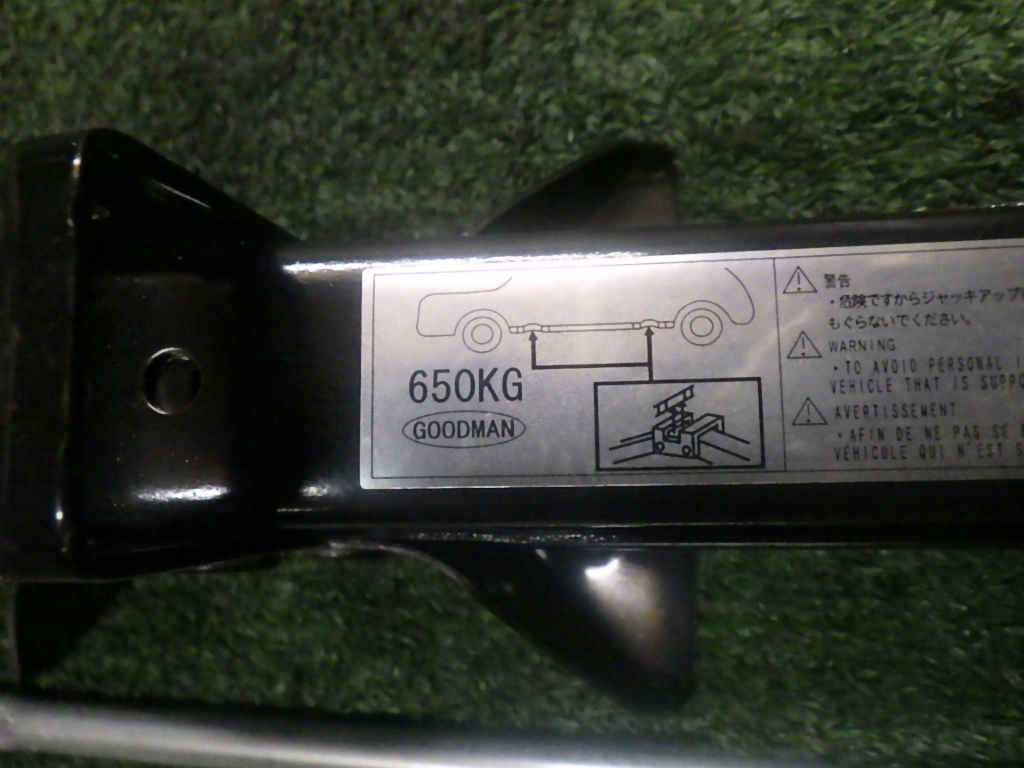 650KG
GOODMAN
警告
・危険ですからジャッキアップ
もぐらないでください。
WARNING
・TO AVOID PERSONAL
VEHICLE THAT IS
AVERTISSEMENT
・AFIN DE NE PAS SE
VÉHICULE QUI N'EST